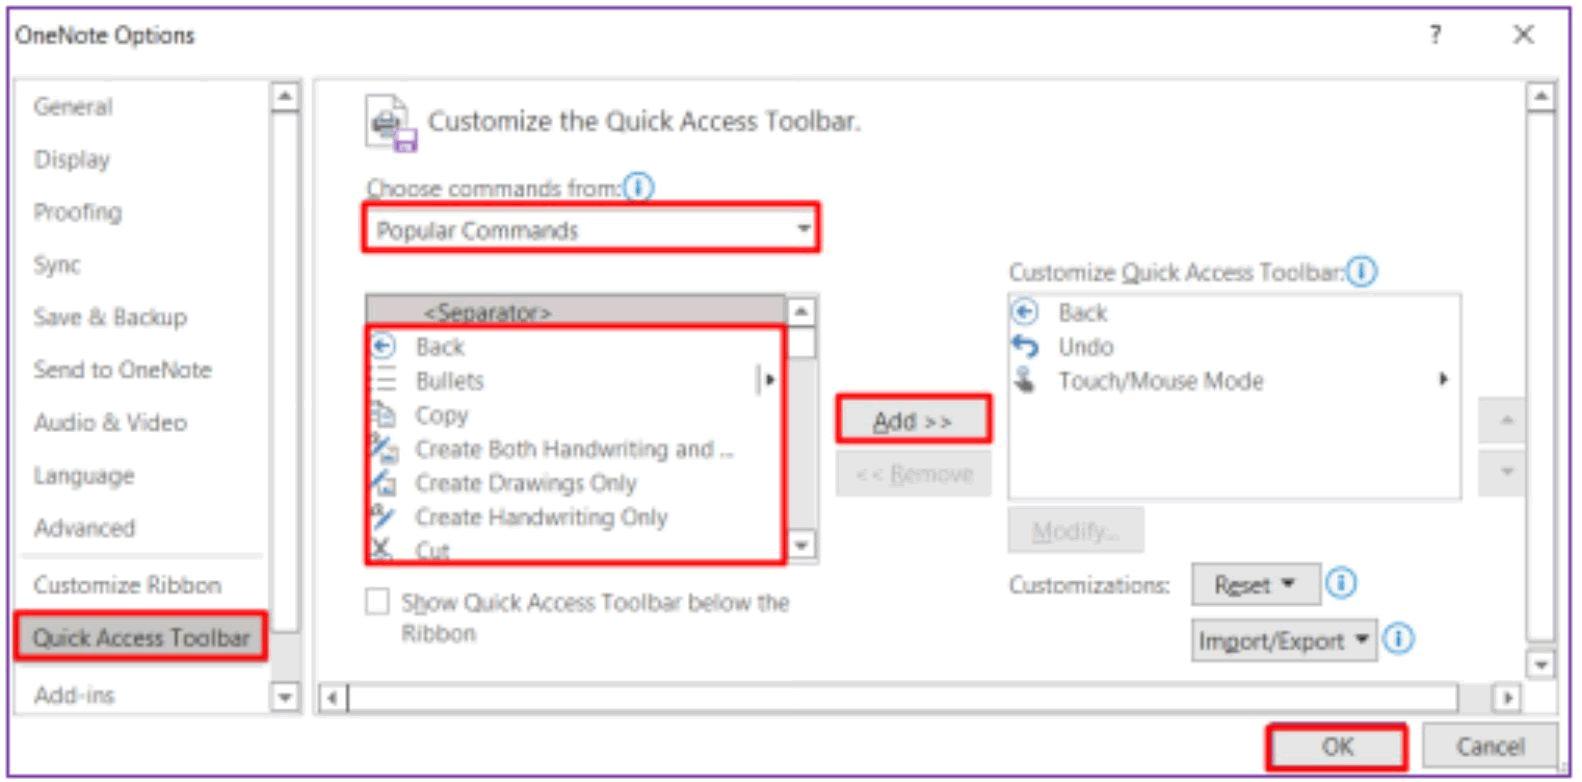 OneNote Options
?
General
Display
Proofing
Sync
Save & Backup
Send to OneNote
Audio & Video
Language
Advanced
Customize Ribbon
Quick Access Toolbar
Add-ins
Customize the Quick Access Toolbar.
Choose commands from:
Popular Commands
<Separator>
Back
Bullets
Copy
Create Both Handwriting and ...
Create Drawings Only
Create Handwriting Only
Cut
Show Quick Access Toolbar below the
Ribbon
Add >>
<< Remove
Customize Quick Access Toolbar:
Back
Undo
Touch/Mouse Mode
Modify...
Customizations:
Reset
Import/Export
OK
Cancel